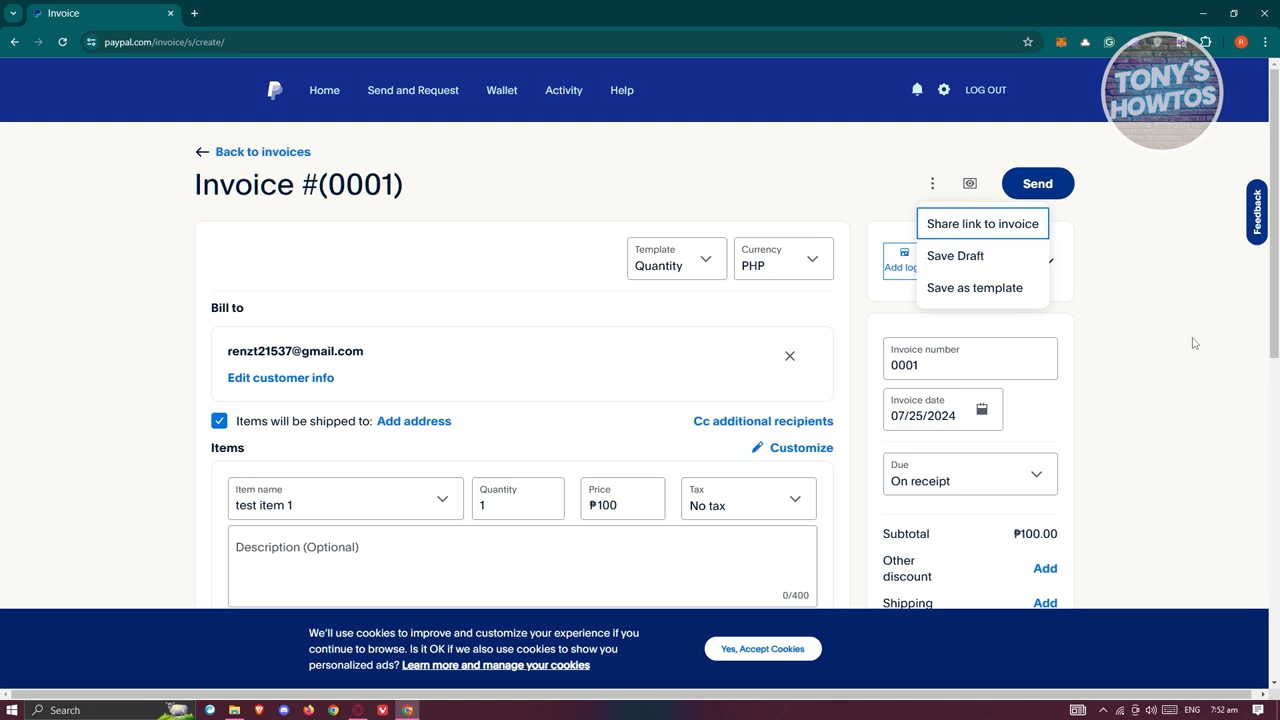 Invoice
paypal.com/invoice/s/create/
R
TONY'S
HOWTOS
Home
Send and Request
Wallet
Activity
Help
LOG OUT
Back to invoices
Invoice #(0001)
Send
Share link to invoice
Save Draft
Save as template
Feedback
Template
Quantity
Currency
PHP
Add log
Bill to
renzt21537@gmail.com
Edit customer info
Invoice number
0001
Invoice date
07/25/2024
Items will be shipped to: Add address
Cc additional recipients
Items
Customize
Due
On receipt
Item name
test item 1
Quantity
1
Price
₱100
Tax
No tax
Description (Optional)
0/400
Subtotal
₱100.00
Other
discount
Add
Shipping
Add
We'll use cookies to improve and customize your experience if you
continue to browse. Is it OK if we also use cookies to show you
personalized ads? Learn more and manage your cookies
Yes, Accept Cookies
Search
ENG
7:52 am